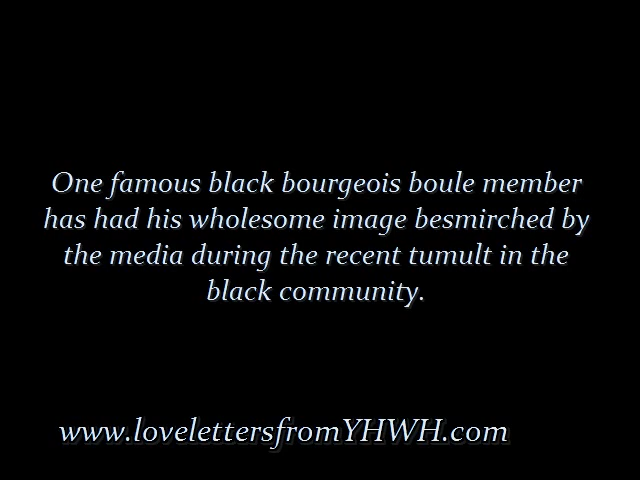 One famous black bourgeois boule member
has had his wholesome image besmirched by
the media during the recent tumult in the
black community.
www.lovelettersfromYHWH.com